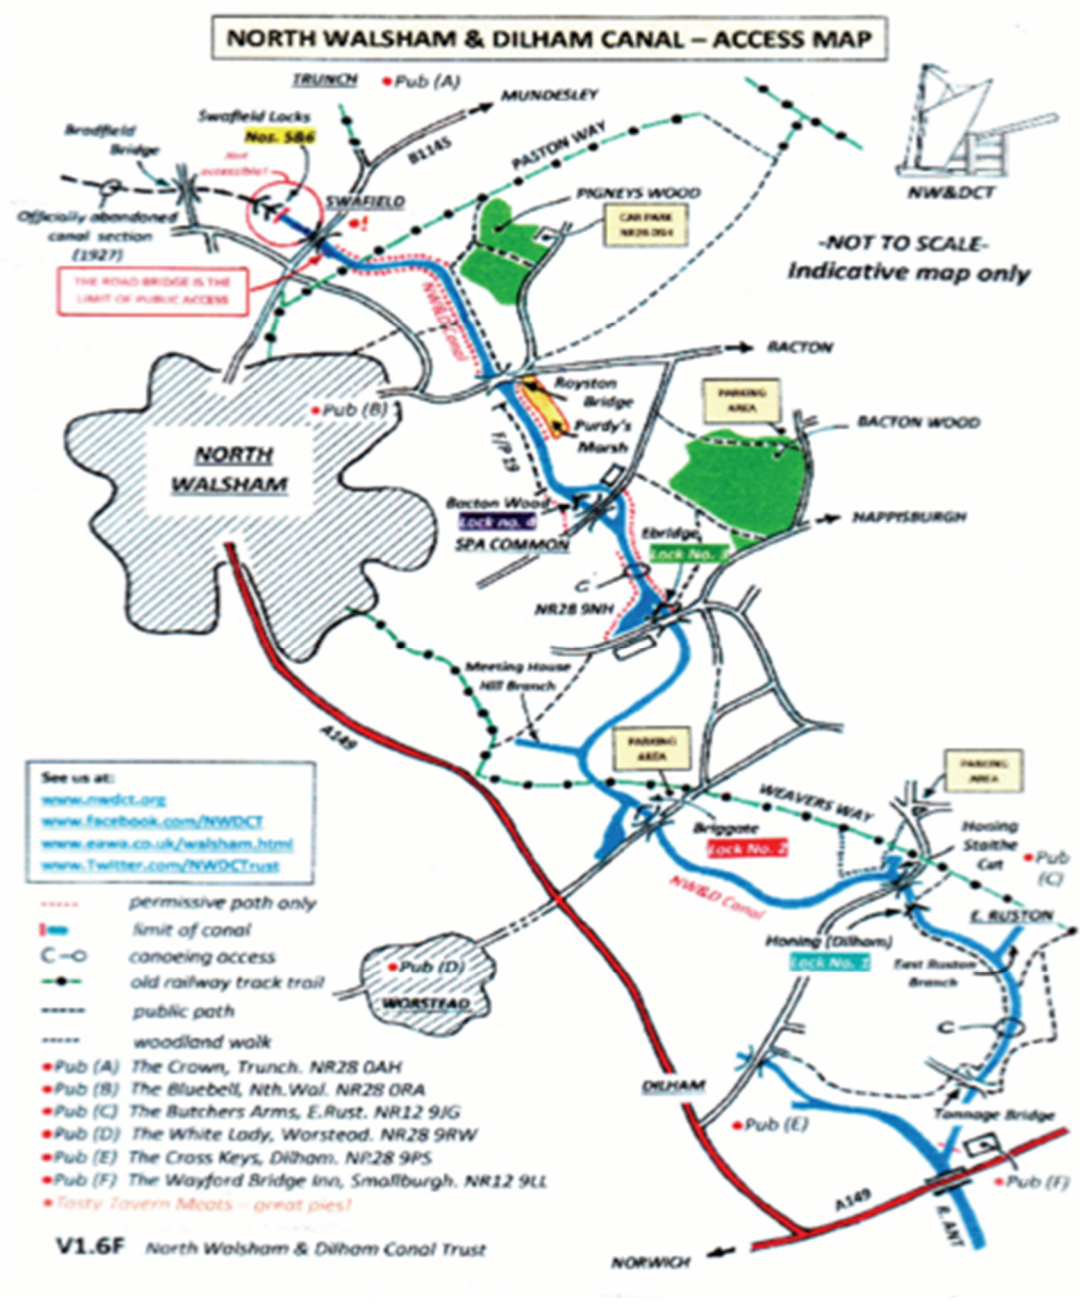 NORTH WALSHAM & DILHAM CANAL – ACCESS MAP
TRUNCH
Pub (A)
MUNDESLEY
B1145
Swafield Locks
Nos. 5&6
Bradfield
Bridge
Not
accessible!
PASTON WAY
NW&DCT
SWAFIELD
!
PIGNEYS WOOD
CAR PARK
Officially abandoned
canal section
(1927)
-NOT TO SCALE-
Indicative map only
THE ROAD BRIDGE IS THE
LIMIT OF PUBLIC ACCESS
NW&D Canal
BACTON
Royston
Bridge
PARKING
AREA
Pub (B)
Purdy's
Marsh
BACTON WOOD
F/P 19
NORTH
WALSHAM
Bacton Wood
Lock no. 4
SPA COMMON
HAPPISBURGH
Ebridge
Lock No. 3
C
NR28 9NH
Meeting House
Hill Branch
A149
PARKING
AREA
PARKING
AREA
WEAVERS WAY
Briggate
Lock No. 2
Honing
Staithe
Cut
Pub
(C)
NW&D Canal
E. RUSTON
Honing (Dilham)
Lock No. 1
East Ruston
Branch
C
Pub (D)
WORSTEAD
DILHAM
Tonnage Bridge
Pub (E)
Pub (F)
A149
R. ANT
NORWICH
See us at:
www.nwdct.org
www.facebook.com/NWDCT
www.eawa.co.uk/walsham.html
www.Twitter.com/NWDCTrust
permissive path only
limit of canal
C canoeing access
old railway track trail
public path
woodland walk
Pub (A) The Crown, Trunch. NR28 0AH
Pub (B) The Bluebell, Nth.Wal. NR28 0RA
Pub (C) The Butchers Arms, E.Rust. NR12 9JG
Pub (D) The White Lady, Worstead. NR28 9RW
Pub (E) The Cross Keys, Dilham. NR28 9PS
Pub (F) The Wayford Bridge Inn, Smallburgh. NR12 9LL
Tasty Tavern Meats – great pies!
V1.6F North Walsham & Dilham Canal Trust